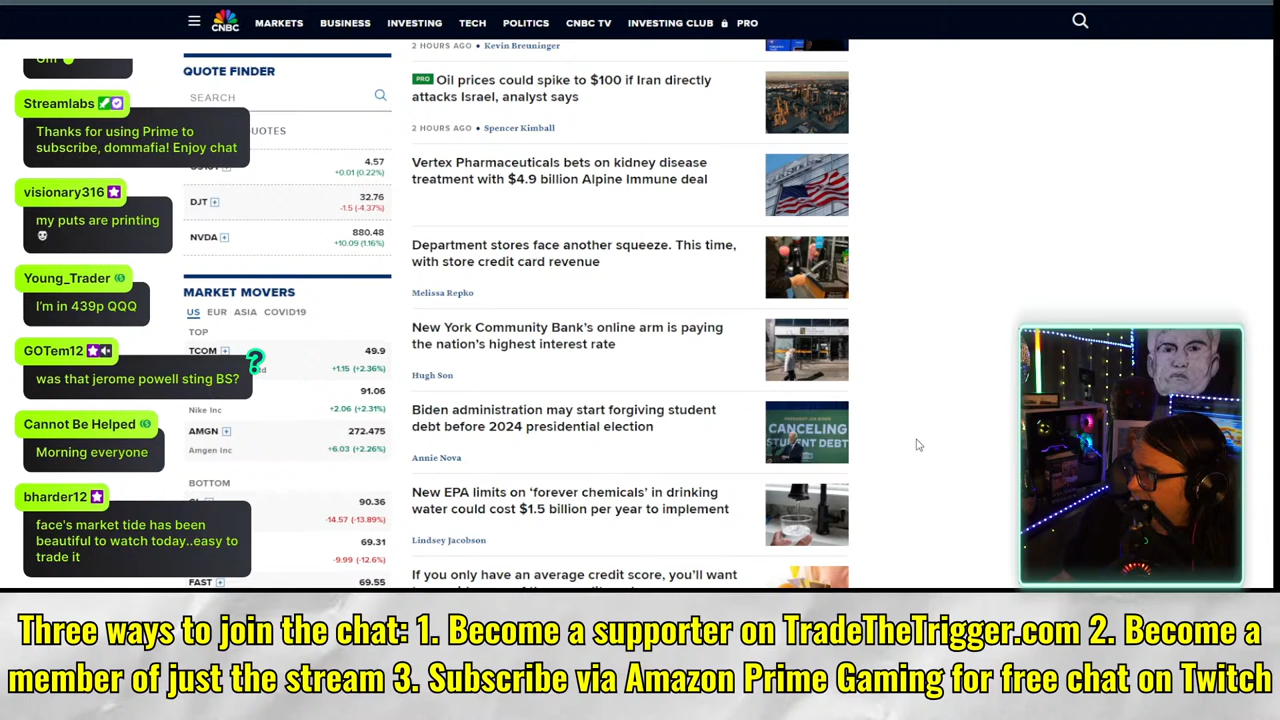 CNBC
MARKETS BUSINESS INVESTING TECH POLITICS CNBC TV INVESTING CLUB PRO
Streamlabs
Thanks for using Prime to
subscribe, dommafia! Enjoy chat
visionary316
my puts are printing
Young_Trader
I'm in 439p QQQ
GOTem12
was that jerome powell sting BS?
?
Cannot Be Helped
Morning everyone
bharder12
face's market tide has been
beautiful to watch today..easy to
trade it
QUOTE FINDER
SEARCH
4.57
+0.01 (0.22%)
DJT
32.76
-1.5 (-4.37%)
NVDA
880.48
+10.09 (1.16%)
MARKET MOVERS
US EUR ASIA COVID19
TOP
TCOM
49.9
+1.15 (+2.36%)
91.06
Nike Inc
+2.06 (+2.31%)
AMGN
272.475
Amgen Inc
+6.03 (+2.26%)
BOTTOM
90.36
-14.57 (-13.89%)
69.31
-9.99 (-12.6%)
FAST
69.55
2 HOURS AGO • Kevin Breuninger
PRO Oil prices could spike to $100 if Iran directly
attacks Israel, analyst says
2 HOURS AGO • Spencer Kimball
Vertex Pharmaceuticals bets on kidney disease
treatment with $4.9 billion Alpine Immune deal
Department stores face another squeeze. This time,
with store credit card revenue
Melissa Repko
New York Community Bank's online arm is paying
the nation's highest interest rate
Hugh Son
Biden administration may start forgiving student
debt before 2024 presidential election
Annie Nova
CANCELING
STUDENT DEBT
New EPA limits on 'forever chemicals' in drinking
water could cost $1.5 billion per year to implement
Lindsey Jacobson
If you only have an average credit score, you'll want
Three ways to join the chat: 1. Become a supporter on TradeTheTrigger.com 2. Become a
member of just the stream 3. Subscribe via Amazon Prime Gaming for free chat on Twitch